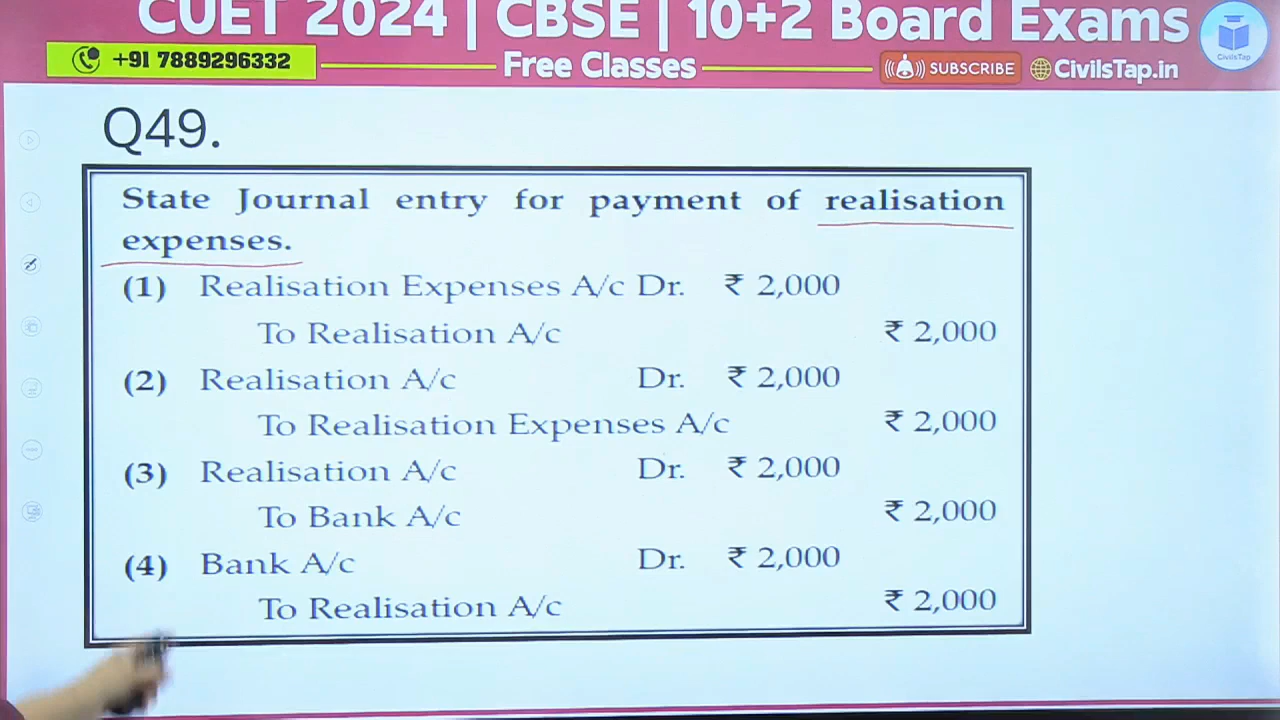 CUET 2024 | CBSE | 10+2 Board Exams
+91 7889296332
Free Classes
SUBSCRIBE
CivilsTap.in
CivilsTap
Q49.
State Journal entry for payment of realisation
expenses.
(1) Realisation Expenses A/c Dr. ₹ 2,000
To Realisation A/c ₹ 2,000
(2) Realisation A/c Dr. ₹ 2,000
To Realisation Expenses A/c ₹ 2,000
(3) Realisation A/c Dr. ₹ 2,000
To Bank A/c ₹ 2,000
(4) Bank A/c Dr. ₹ 2,000
To Realisation A/c ₹ 2,000